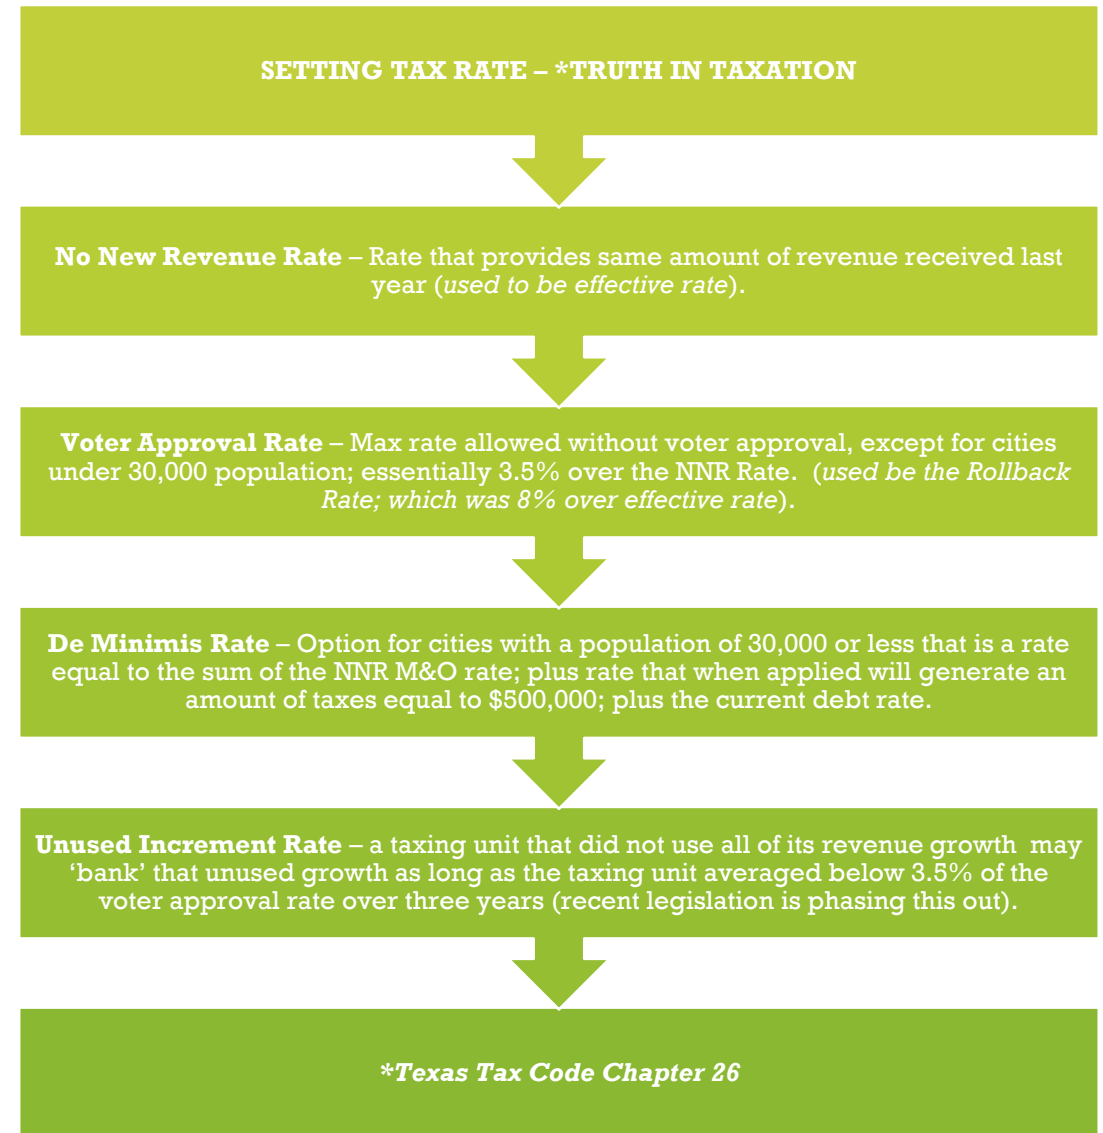 SETTING TAX RATE – *TRUTH IN TAXATION
No New Revenue Rate – Rate that provides same amount of revenue received last
year (used to be effective rate).
Voter Approval Rate – Max rate allowed without voter approval, except for cities
under 30,000 population; essentially 3.5% over the NNR Rate.  (used be the Rollback
Rate; which was 8% over effective rate).
De Minimis Rate – Option for cities with a population of 30,000 or less that is a rate
equal to the sum of the NNR M&O rate; plus rate that when applied will generate an
amount of taxes equal to $500,000; plus the current debt rate.
Unused Increment Rate – a taxing unit that did not use all of its revenue growth  may
‘bank’ that unused growth as long as the taxing unit averaged below 3.5% of the
voter approval rate over three years (recent legislation is phasing this out).
*Texas Tax Code Chapter 26